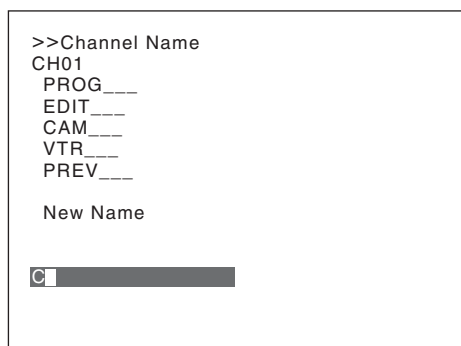 >>Channel Name
CH01
PROG___
EDIT___
CAM___
VTR___
PREV___
New Name
C